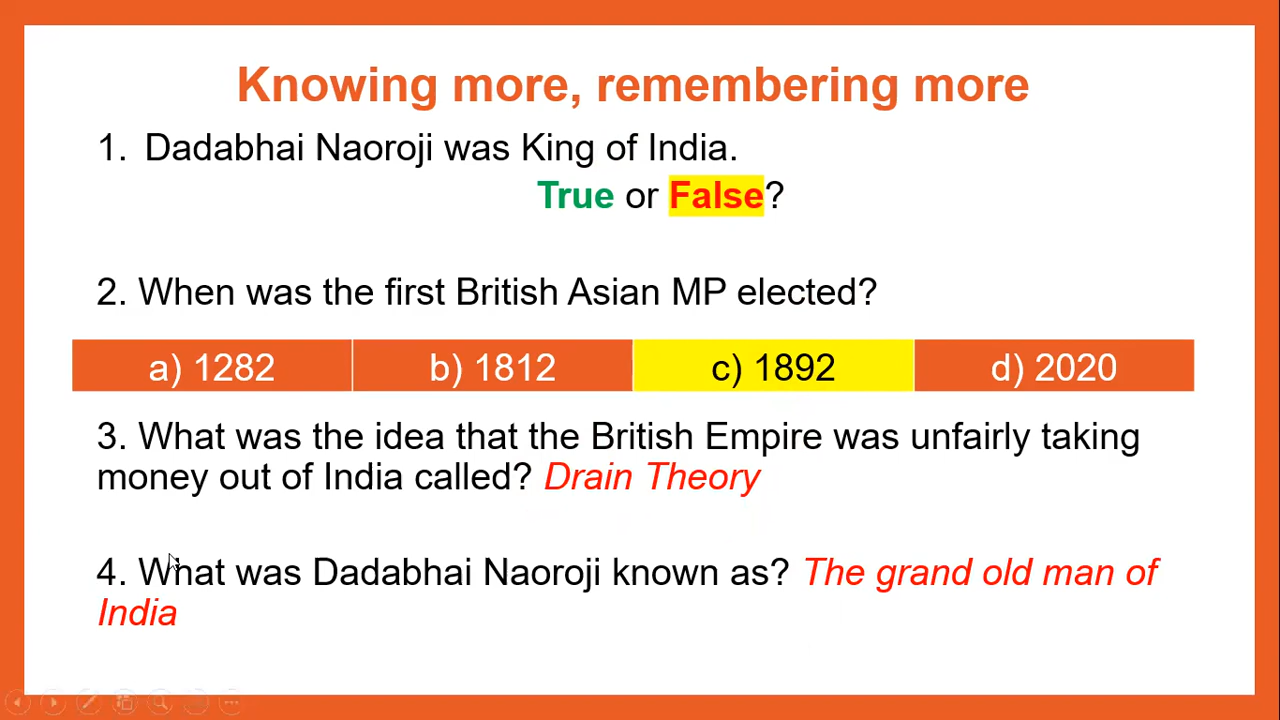 Knowing more, remembering more
1. Dadabhai Naoroji was King of India.
True or False?
2. When was the first British Asian MP elected?
a) 1282 b) 1812 c) 1892 d) 2020
3. What was the idea that the British Empire was unfairly taking
money out of India called? Drain Theory
4. What was Dadabhai Naoroji known as? The grand old man of
India